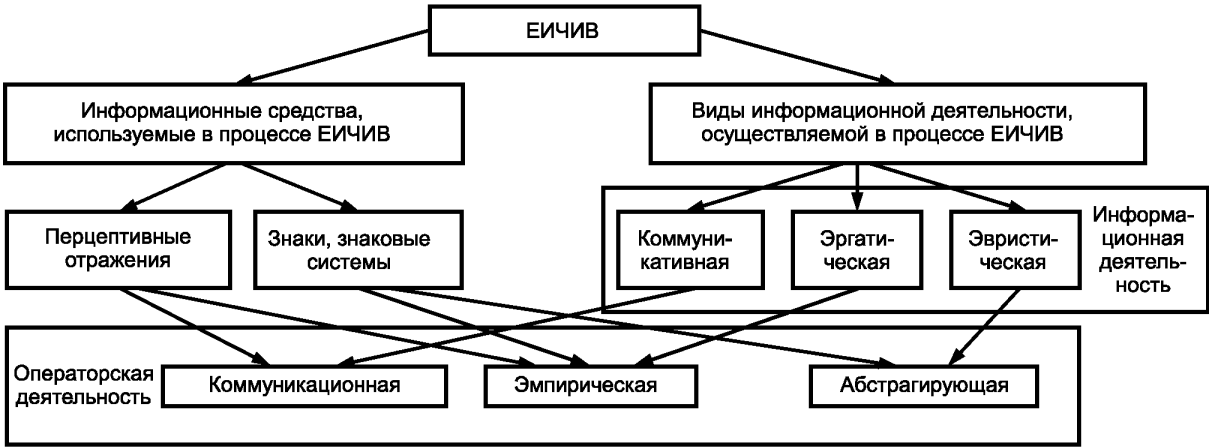 ЕИЧИВ
Информационные средства,
используемые в процессе ЕИЧИВ
Виды информационной деятельности,
осуществляемой в процессе ЕИЧИВ
Перцептивные
отражения
Знаки, знаковые
системы
Коммуни-
кативная
Эргати-
ческая
Эвристи-
ческая
Информа-
ционная
деятель-
ность
Операторская
деятельность
Коммуникационная
Эмпирическая
Абстрагирующая